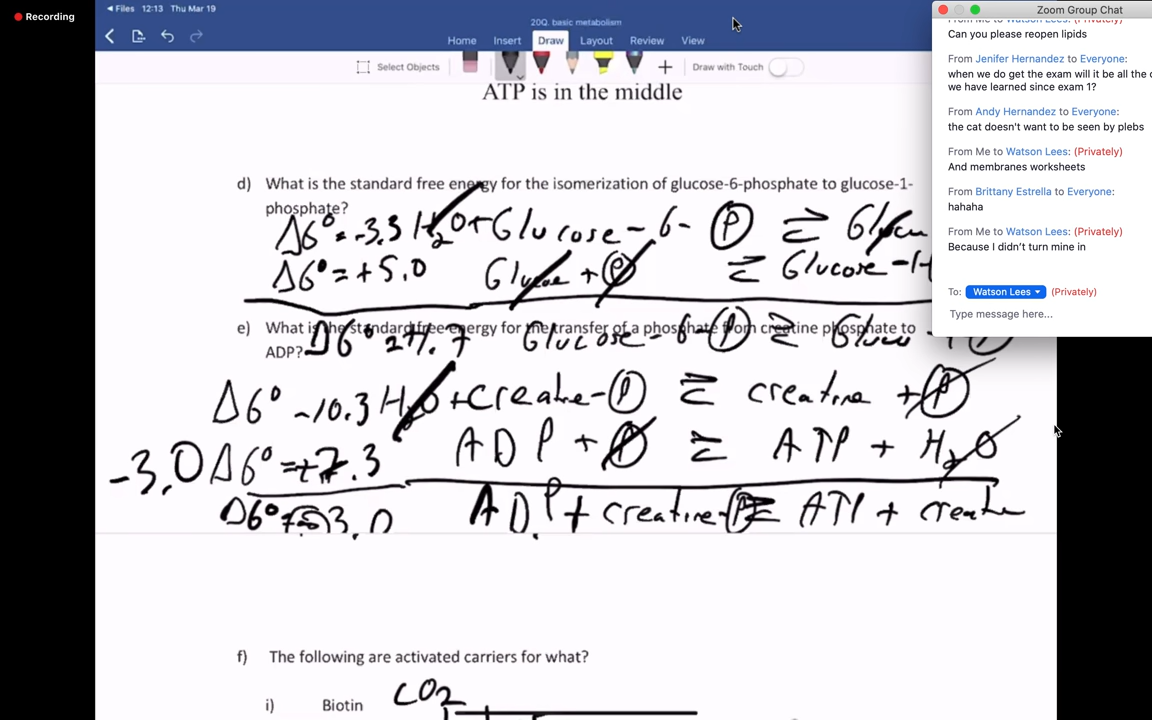 Recording
Files 12:13 Thu Mar 19
20Q. basic metabolism
Home Insert Draw Layout Review View
Select Objects
Draw with Touch
ATP is in the middle
d) What is the standard free energy for the isomerization of glucose-6-phosphate to glucose-1-
phosphate?
ΔG° = -3.3 H₂O + Glucose - 6 - P ⇌
ΔG° = +5.0 Glucose + P ⇌ Glucose - 1
e) What is the standard free energy for the transfer of a phosphate from creatine phosphate to
ADP?
ΔG° Glucose - 6 - P ⇌
ΔG° -10.3 H₂O + creatine - P ⇌ creatine + P
-3.0 ΔG° = +7.3 ADP + P ⇌ ATP + H₂O
ΔG° 3.0 ADP + creatine - P ⇌ ATP +
f) The following are activated carriers for what?
i) Biotin CO₂
Zoom Group Chat
From Me to Watson Lees: (Privately)
Can you please reopen lipids
From Jenifer Hernandez to Everyone:
when we do get the exam will it be all the
we have learned since exam 1?
From Andy Hernandez to Everyone:
the cat doesn't want to be seen by plebs
From Me to Watson Lees: (Privately)
And membranes worksheets
From Brittany Estrella to Everyone:
hahaha
From Me to Watson Lees: (Privately)
Because I didn't turn mine in
To: Watson Lees (Privately)
Type message here...